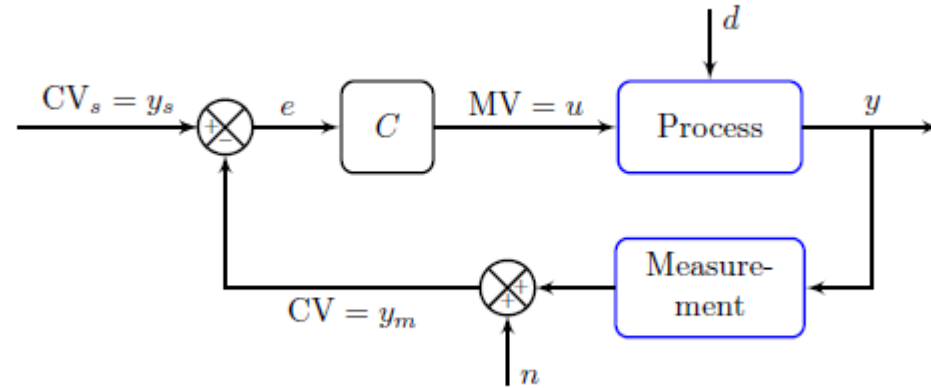 d
CVₛ = yₛ
e
C
MV = u
Process
y
+
−
Measure-
ment
+
+
CV = yₘ
n